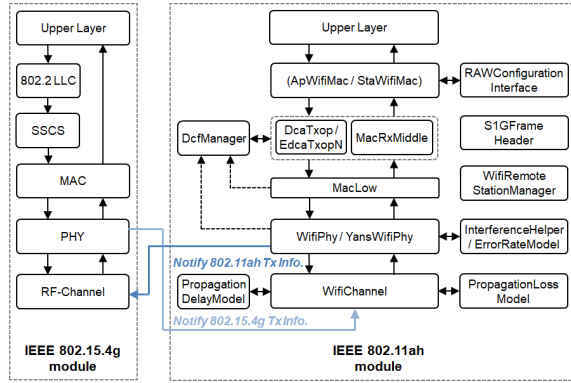 Upper Layer
802.2 LLC
SSCS
MAC
PHY
RF-Channel
IEEE 802.15.4g
module
Upper Layer
(ApWifiMac / StaWifiMac)
RAWConfiguration
Interface
DcfManager
DcaTxop /
EdcaTxopN
MacRxMiddle
S1GFrame
Header
MacLow
WifiRemote
StationManager
WifiPhy / YansWifiPhy
InterferenceHelper
/ ErrorRateModel
Notify 802.11ah Tx Info.
Propagation
DelayModel
WifiChannel
PropagationLoss
Model
Notify 802.15.4g Tx Info.
IEEE 802.11ah
module